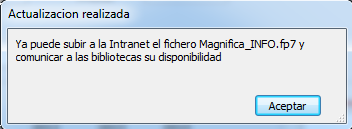 Actualizacion realizada
Ya puede subir a la Intranet el fichero Magnifica_INFO.fp7 y
comunicar a las bibliotecas su disponibilidad
Aceptar